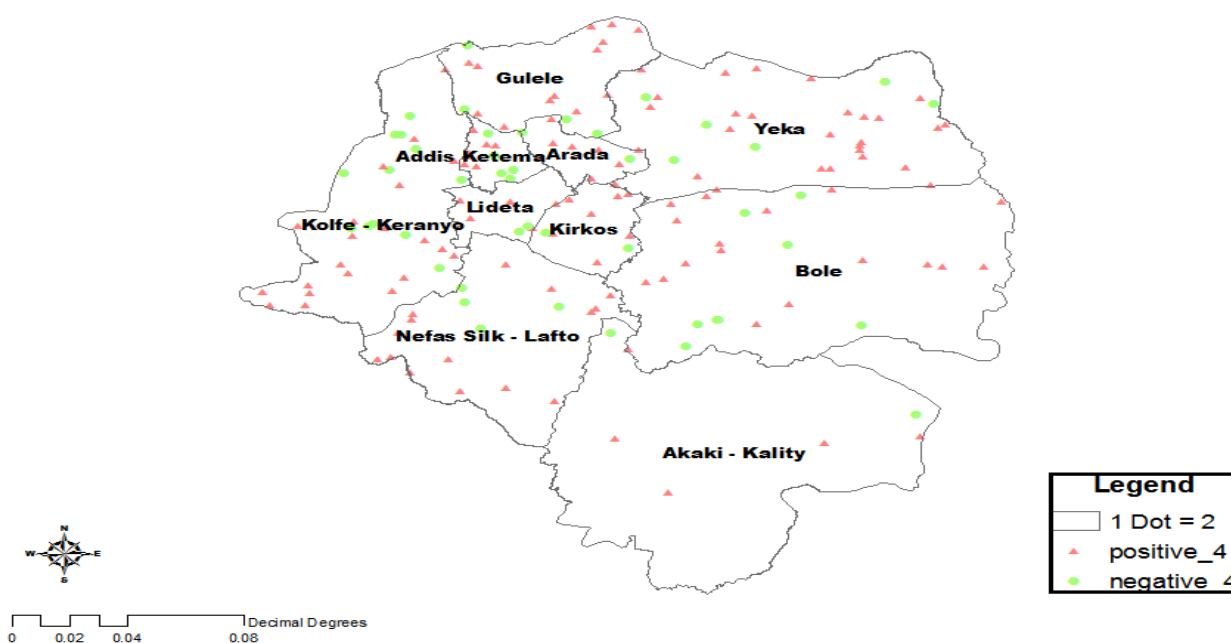 Gulele
Yeka
Addis Ketema
Arada
Lideta
Kolfe - Keranyo
Kirkos
Bole
Nefas Silk - Lafto
Akaki - Kality
Legend
1 Dot = 2
positive_4
negative_4
N
W E
S
Decimal Degrees
0 0.02 0.04 0.08